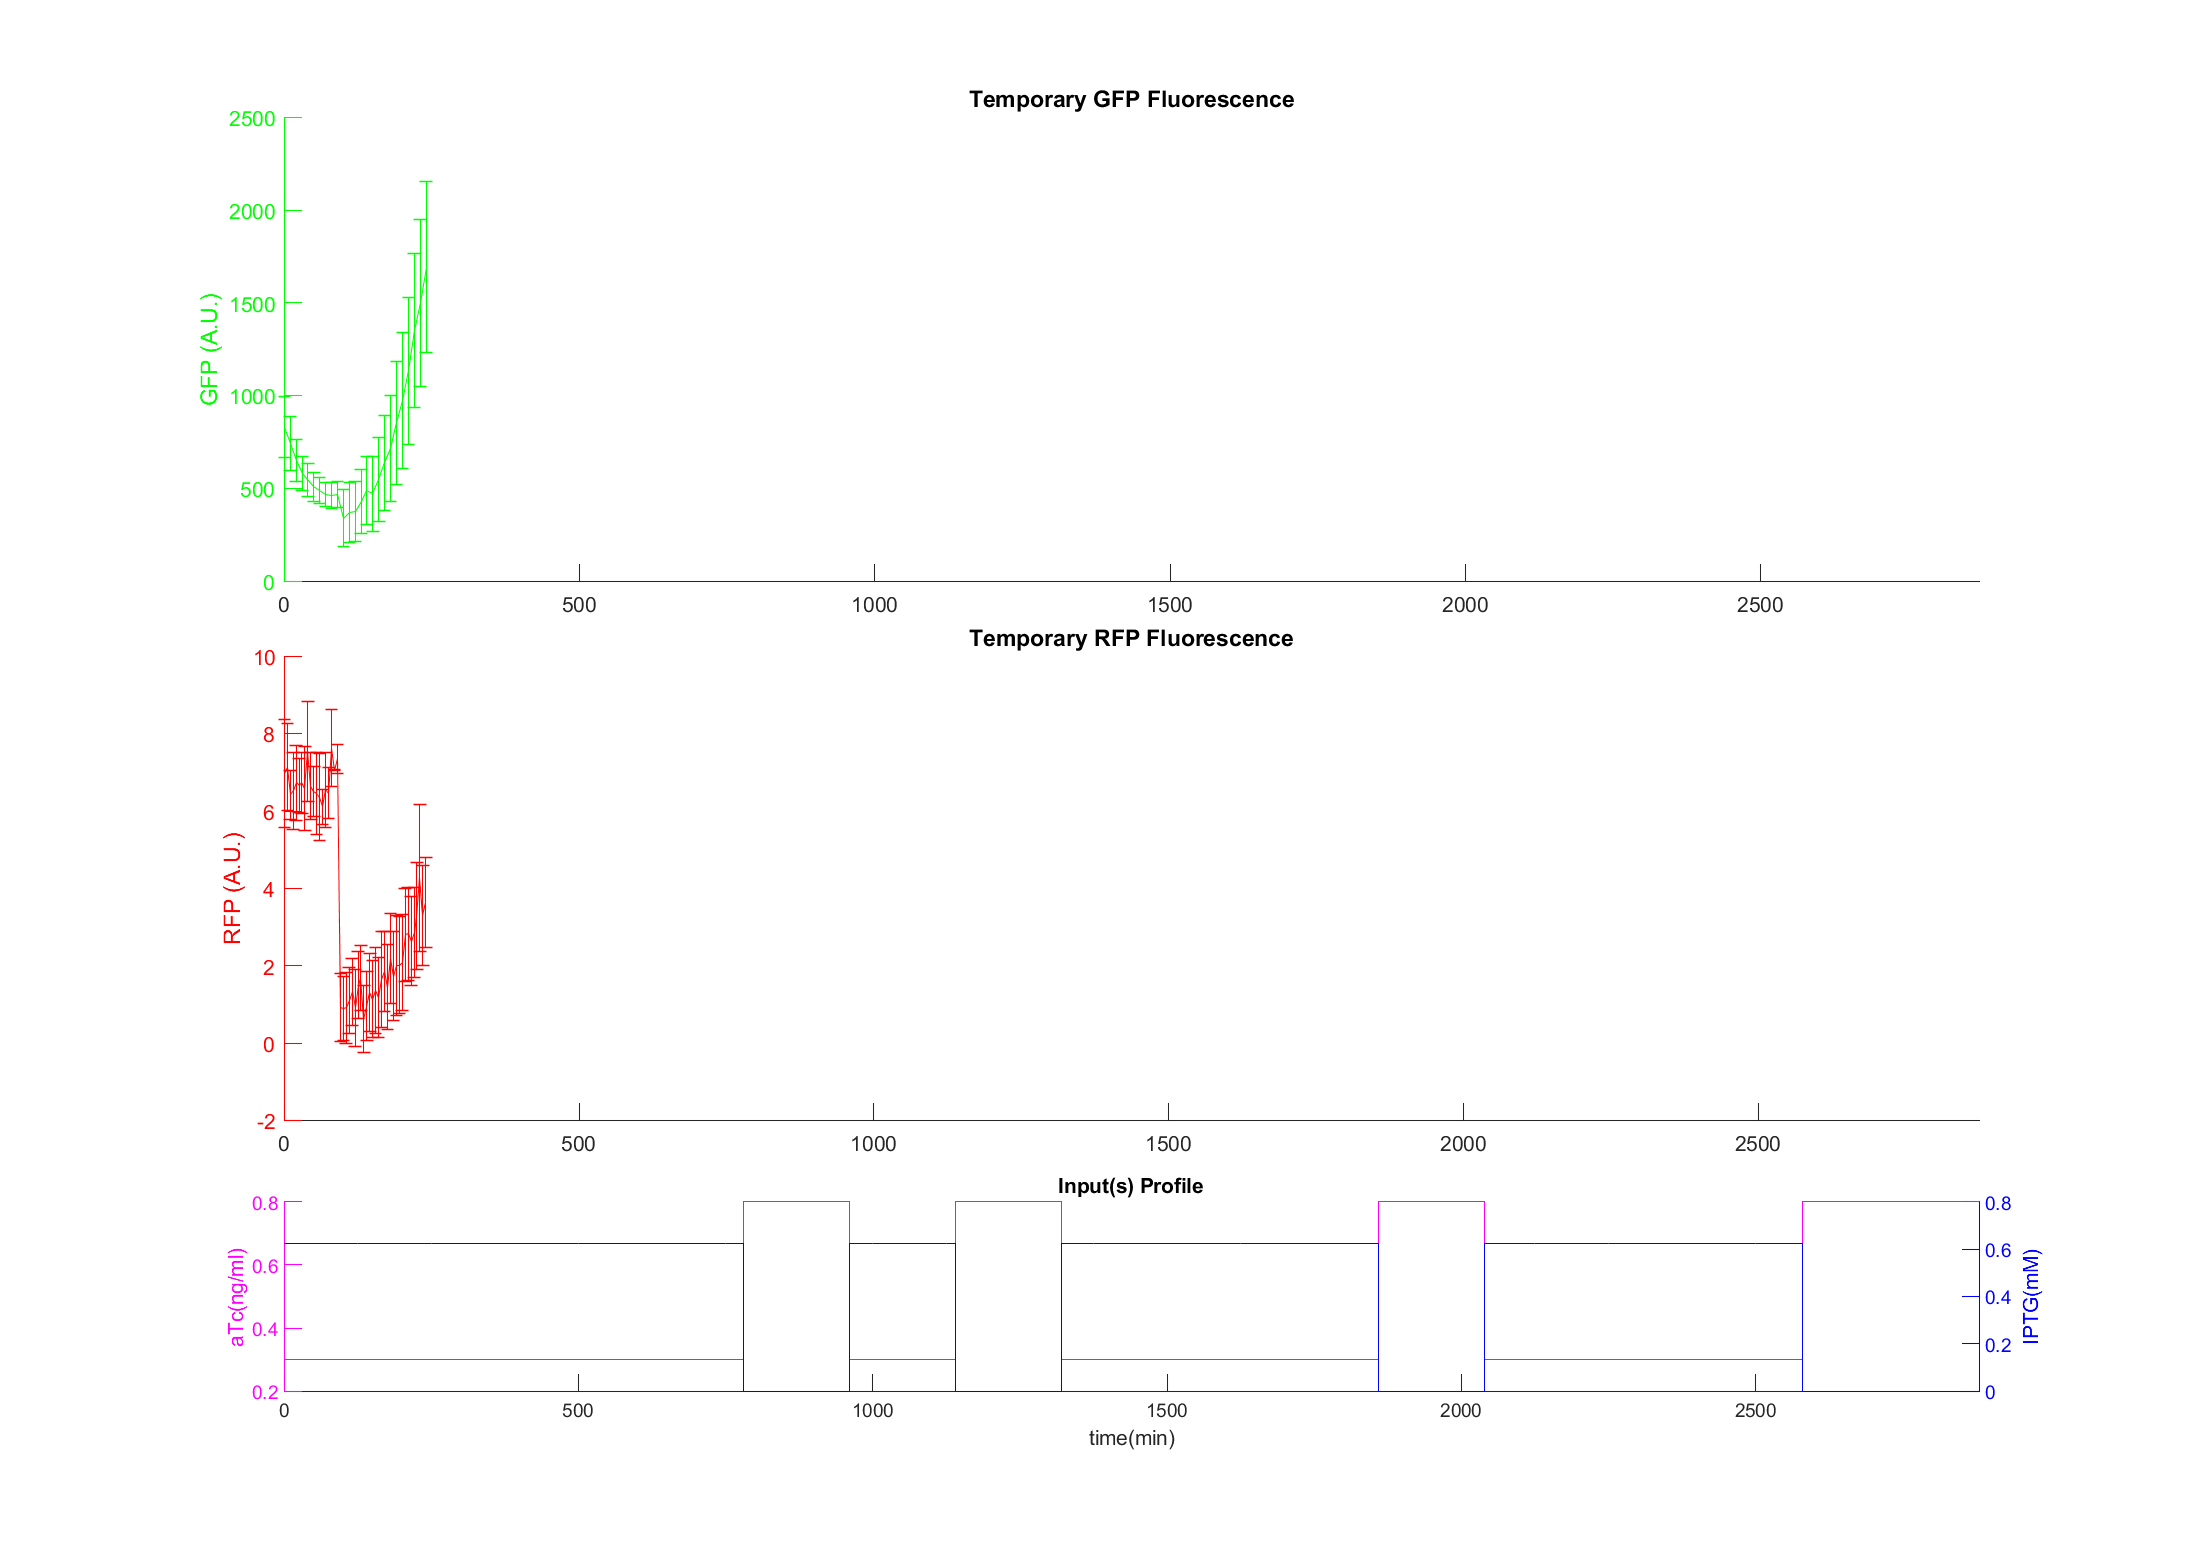 Temporary GFP Fluorescence
2500
2000
1500
1000
500
0
GFP (A.U.)
0 500 1000 1500 2000 2500
Temporary RFP Fluorescence
10
8
6
4
2
0
-2
RFP (A.U.)
0 500 1000 1500 2000 2500
Input(s) Profile
0.8
0.6
0.4
0.2
aTc(ng/ml)
0.8
0.6
0.4
0.2
0
IPTG(mM)
0 500 1000 1500 2000 2500
time(min)